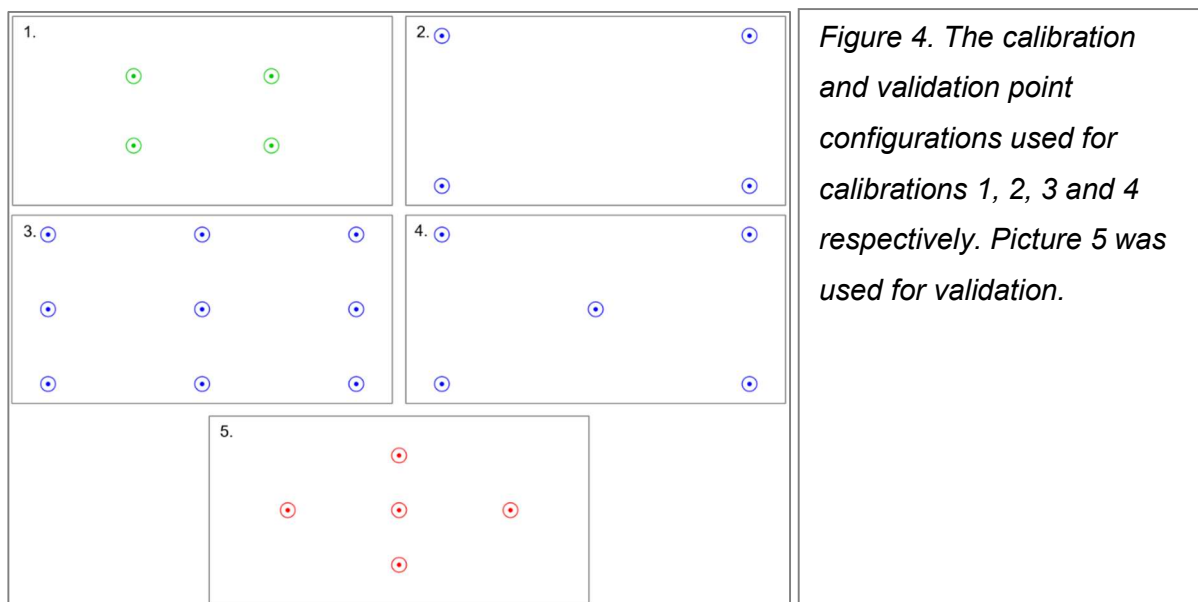 1.
2.
3.
4.
5.
Figure 4. The calibration
and validation point
configurations used for
calibrations 1, 2, 3 and 4
respectively. Picture 5 was
used for validation.